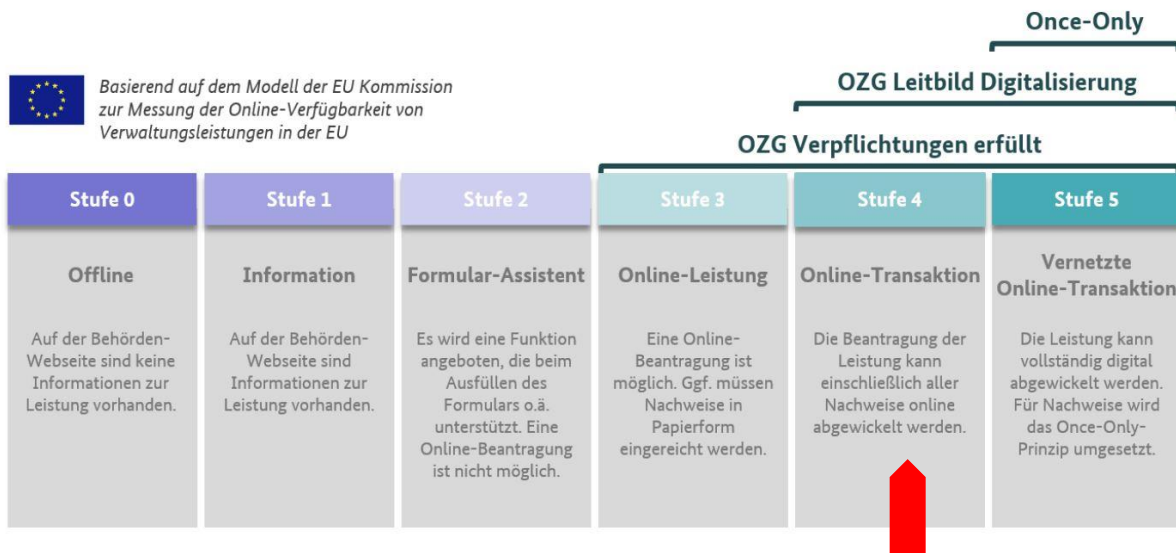 Once-Only
OZG Leitbild Digitalisierung
Basierend auf dem Modell der EU Kommission
zur Messung der Online-Verfügbarkeit von
Verwaltungsleistungen in der EU
OZG Verpflichtungen erfüllt
Stufe 0
Offline
Auf der Behörden-
Webseite sind keine
Informationen zur
Leistung vorhanden.
Stufe 1
Information
Auf der Behörden-
Webseite sind
Informationen zur
Leistung vorhanden.
Stufe 2
Formular-Assistent
Es wird eine Funktion
angeboten, die beim
Ausfüllen des
Formulars o.ä.
unterstützt. Eine
Online-Beantragung
ist nicht möglich.
Stufe 3
Online-Leistung
Eine Online-
Beantragung ist
möglich. Ggf. müssen
Nachweise in
Papierform
eingereicht werden.
Stufe 4
Online-Transaktion
Die Beantragung der
Leistung kann
einschließlich aller
Nachweise online
abgewickelt werden.
Stufe 5
Vernetzte
Online-Transaktion
Die Leistung kann
vollständig digital
abgewickelt werden.
Für Nachweise wird
das Once-Only-
Prinzip umgesetzt.